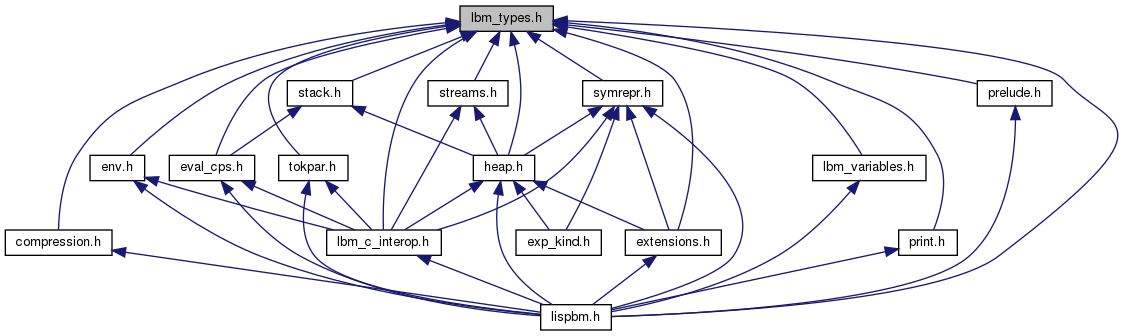 lbm_types.h
stack.h
streams.h
symrepr.h
prelude.h
env.h
eval_cps.h
tokpar.h
heap.h
lbm_variables.h
compression.h
lbm_c_interop.h
exp_kind.h
extensions.h
print.h
lispbm.h